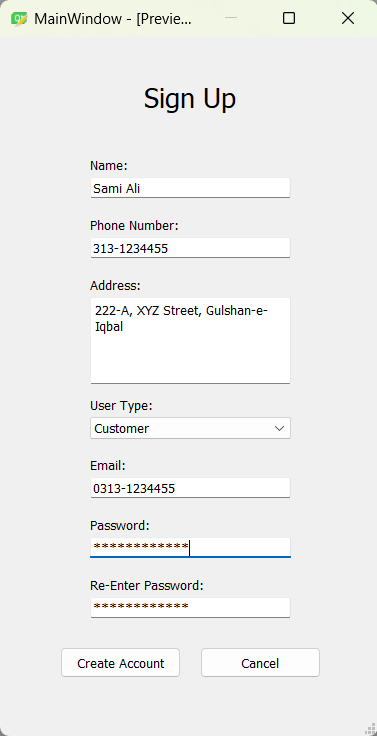 MainWindow - [Previe...
Sign Up
Name:
Sami Ali
Phone Number:
313-1234455
Address:
222-A, XYZ Street, Gulshan-e-
Iqbal
User Type:
Customer
Email:
0313-1234455
Password:
************
Re-Enter Password:
************
Create Account
Cancel